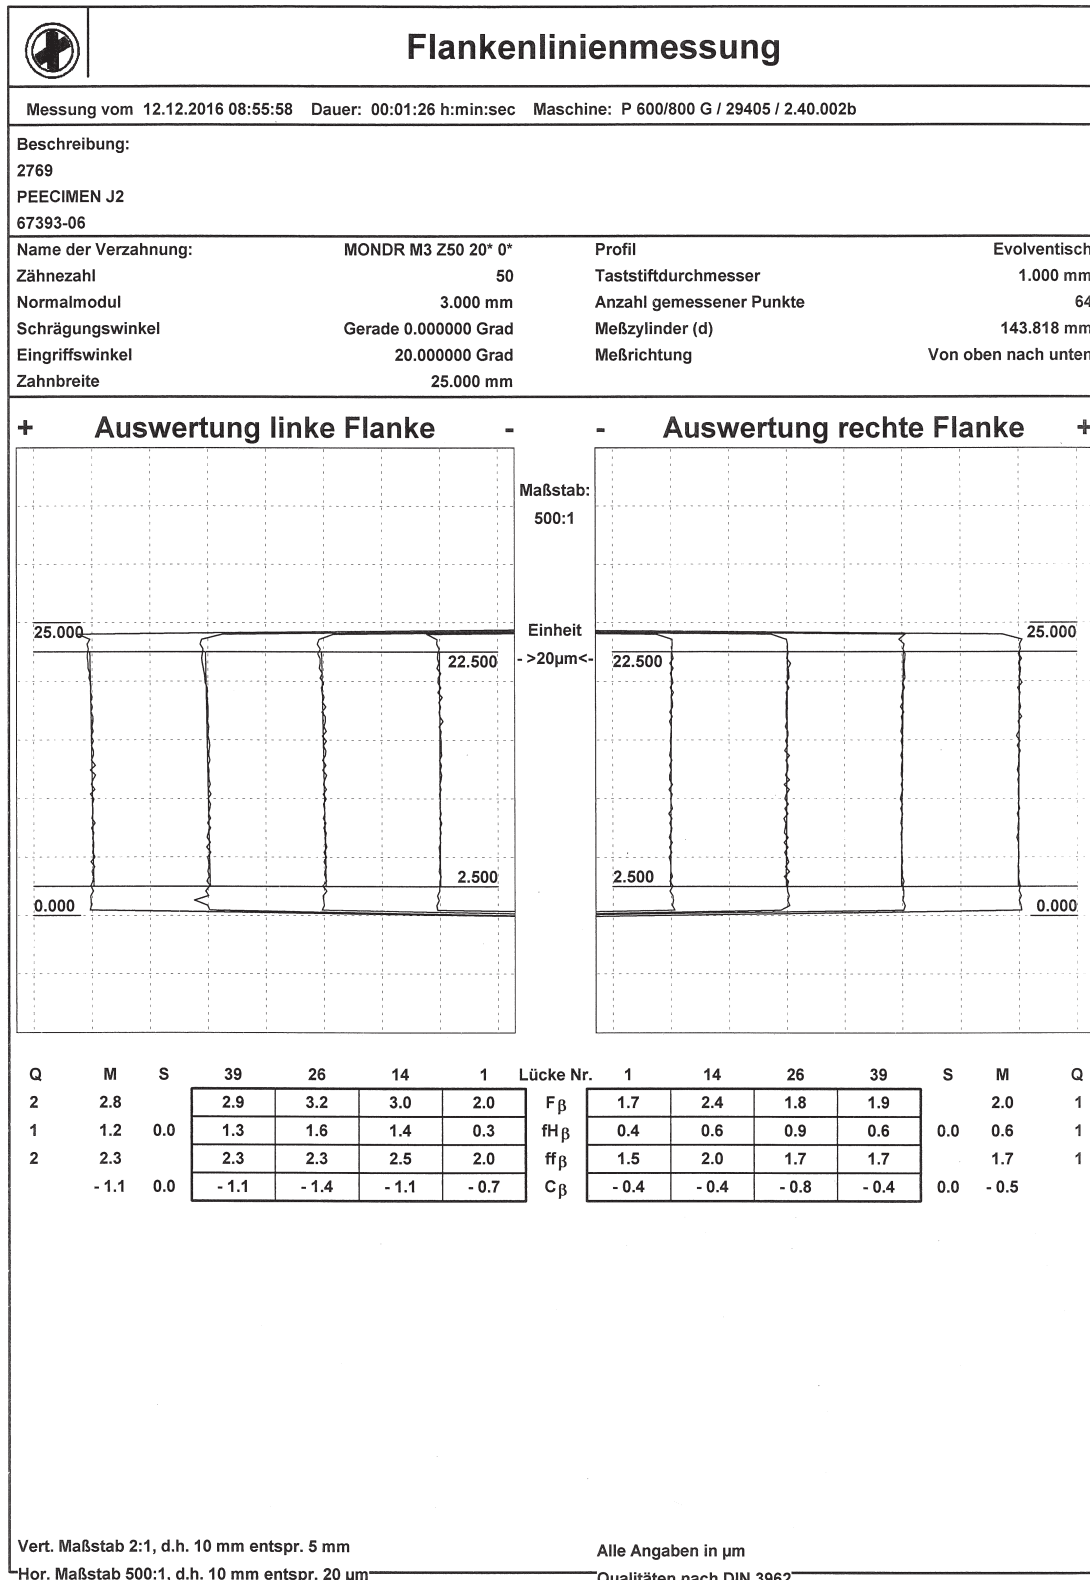 Flankenlinienmessung
Messung vom 12.12.2016 08:55:58 Dauer: 00:01:26 h:min:sec Maschine: P 600/800 G / 29405 / 2.40.002b
Beschreibung:
2769
PEECIMEN J2
67393-06
Name der Verzahnung: MONDR M3 Z50 20* 0* Profil Evolventisch
Zähnezahl 50 Taststiftdurchmesser 1.000 mm
Normalmodul 3.000 mm Anzahl gemessener Punkte 64
Schrägungswinkel Gerade 0.000000 Grad Meßzylinder (d) 143.818 mm
Eingriffswinkel 20.000000 Grad Meßrichtung Von oben nach unten
Zahnbreite 25.000 mm
+ Auswertung linke Flanke - - Auswertung rechte Flanke +
Maßstab:
500:1
25.000 Einheit 25.000
22.500 - >20µm<- 22.500
2.500 2.500
0.000 0.000
Q M S 39 26 14 1 Lücke Nr. 1 14 26 39 S M Q
2 2.8 2.9 3.2 3.0 2.0 Fβ 1.7 2.4 1.8 1.9 2.0 1
1 1.2 0.0 1.3 1.6 1.4 0.3 fHβ 0.4 0.6 0.9 0.6 0.0 0.6 1
2 2.3 2.3 2.3 2.5 2.0 ffβ 1.5 2.0 1.7 1.7 1.7 1
- 1.1 0.0 - 1.1 - 1.4 - 1.1 - 0.7 Cβ - 0.4 - 0.4 - 0.8 - 0.4 0.0 - 0.5
Vert. Maßstab 2:1, d.h. 10 mm entspr. 5 mm Alle Angaben in µm
Hor. Maßstab 500:1, d.h. 10 mm entspr. 20 µm Qualitäten nach DIN 3962